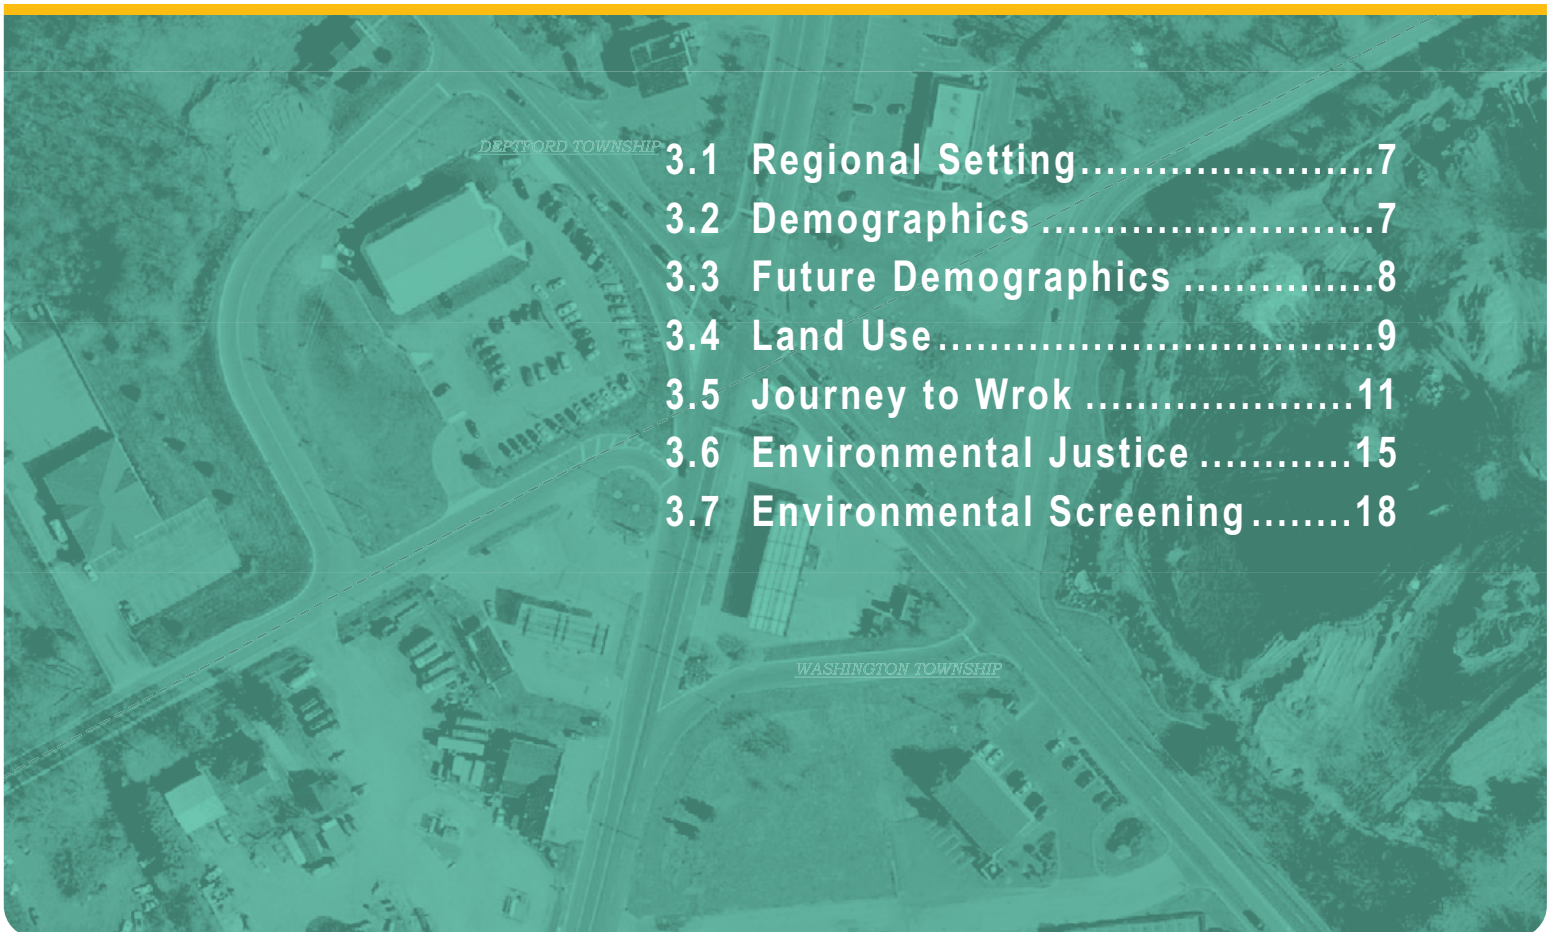 DEPTFORD TOWNSHIP
3.1 Regional Setting.......................7
3.2 Demographics ..........................7
3.3 Future Demographics ...............8
3.4 Land Use..................................9
3.5 Journey to Wrok .....................11
3.6 Environmental Justice ............15
3.7 Environmental Screening........18
WASHINGTON TOWNSHIP